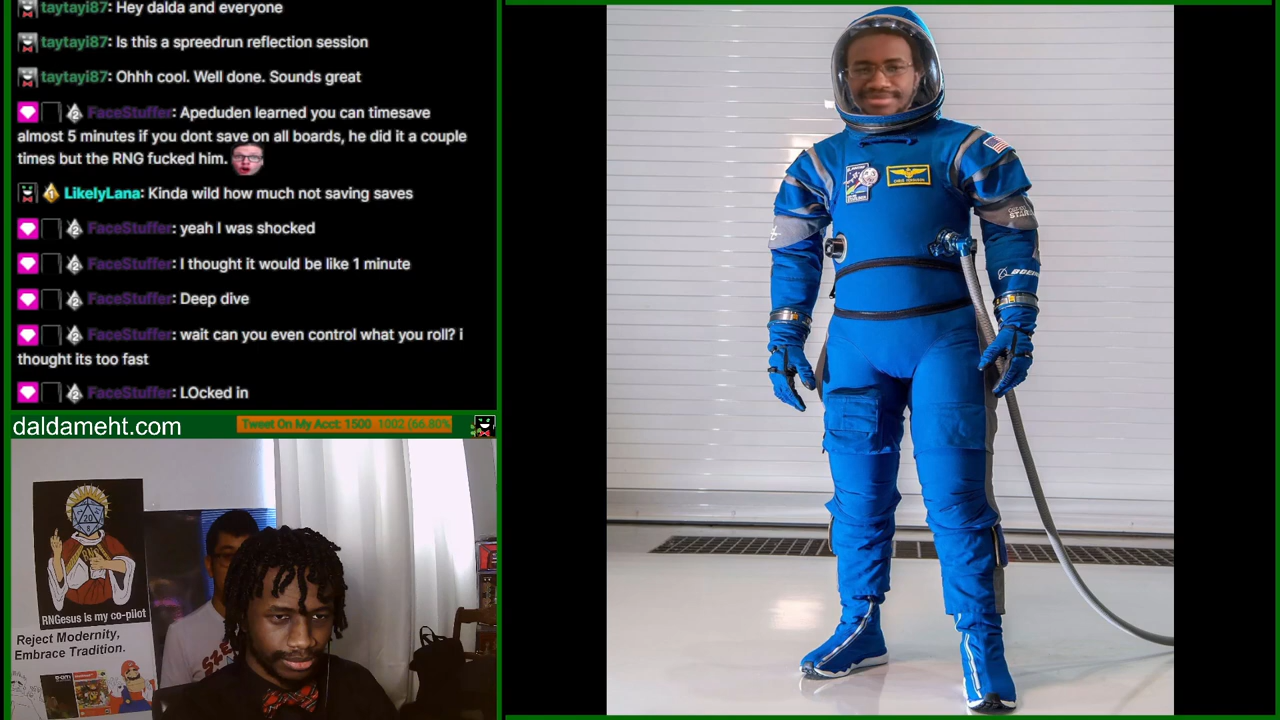 taytayi87: Hey dalda and everyone
taytayi87: Is this a spreedrun reflection session
taytayi87: Ohhh cool. Well done. Sounds great
FaceStuffer: Apeduden learned you can timesave
almost 5 minutes if you dont save on all boards, he did it a couple
times but the RNG fucked him.
LikelyLana: Kinda wild how much not saving saves
FaceStuffer: yeah I was shocked
FaceStuffer: I thought it would be like 1 minute
FaceStuffer: Deep dive
FaceStuffer: wait can you even control what you roll? i
thought its too fast
FaceStuffer: LOcked in
daldameht.com
Tweet On My Acct: 1500 1002 (66.80%
20
8
RNGesus is my co-pilot
Reject Modernity,
Embrace Tradition.
BOEING